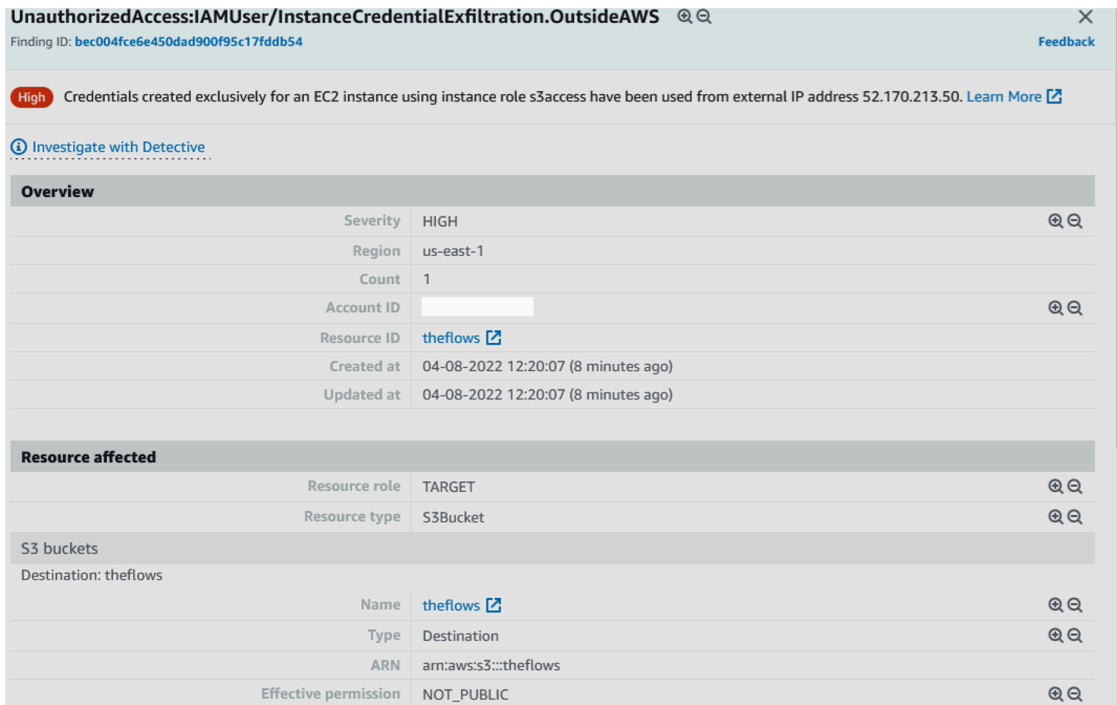 UnauthorizedAccess:IAMUser/InstanceCredentialExfiltration.OutsideAWS
Finding ID: bec004fce6e450dad900f95c17fddb54 Feedback
High Credentials created exclusively for an EC2 instance using instance role s3access have been used from external IP address 52.170.213.50. Learn More
Investigate with Detective
Overview
Severity HIGH
Region us-east-1
Count 1
Account ID
Resource ID theflows
Created at 04-08-2022 12:20:07 (8 minutes ago)
Updated at 04-08-2022 12:20:07 (8 minutes ago)
Resource affected
Resource role TARGET
Resource type S3Bucket
S3 buckets
Destination: theflows
Name theflows
Type Destination
ARN arn:aws:s3:::theflows
Effective permission NOT_PUBLIC